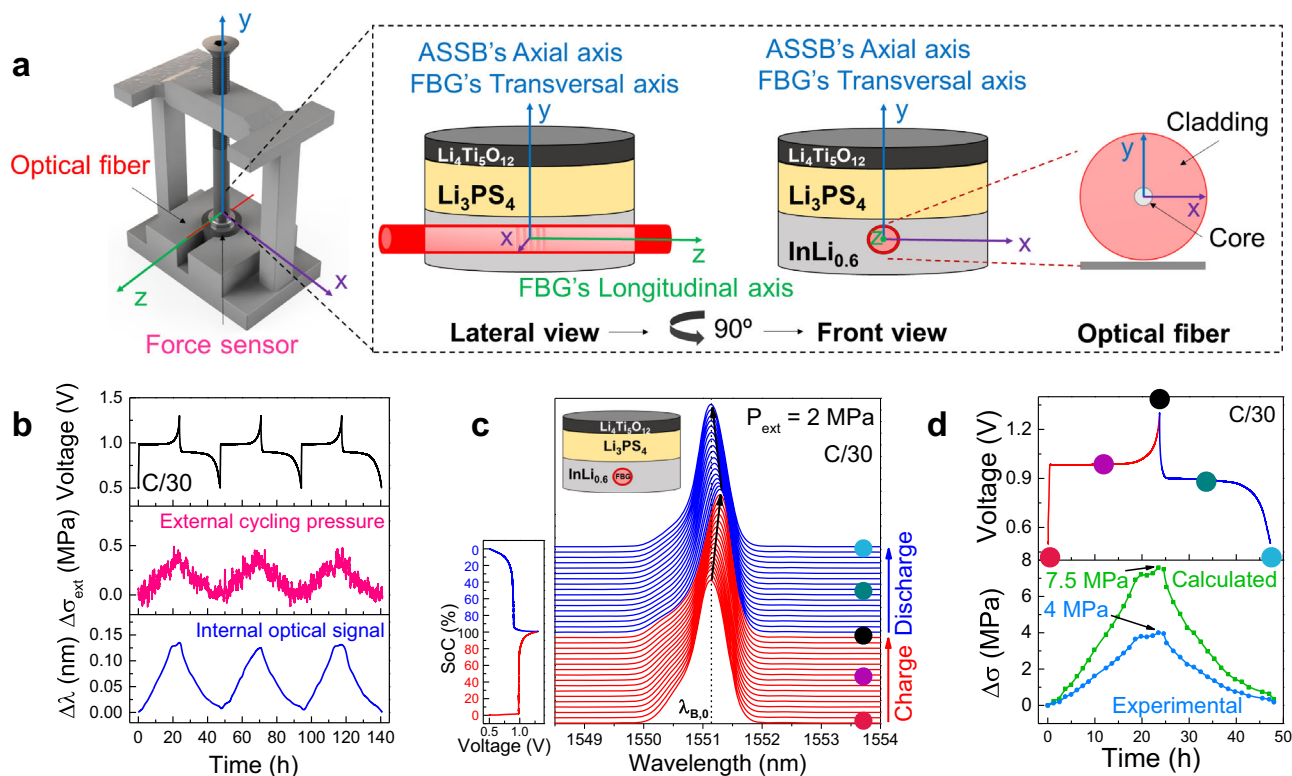 a
y
Optical fiber
z
x
Force sensor
ASSB's Axial axis
FBG's Transversal axis
y
Li₄Ti₅O₁₂
Li₃PS₄
x
z
InLi₀.₆
FBG's Longitudinal axis
Lateral view
90º
ASSB's Axial axis
FBG's Transversal axis
y
Li₄Ti₅O₁₂
Li₃PS₄
z
x
InLi₀.₆
Front view
Cladding
y
x
Core
Optical fiber
b
Voltage (V)
1.5
1.0
0.5
C/30
Δσext (MPa)
External cycling pressure
0.5
0.0
Δλ (nm)
Internal optical signal
0.15
0.10
0.05
0.00
0 20 40 60 80 100 120 140
Time (h)
c
Li₄Ti₅O₁₂
Li₃PS₄
InLi₀.₆
FBG
Pext = 2 MPa
C/30
SoC (%)
0
20
40
60
80
100
80
60
40
20
0
0.5 1.0
Voltage (V)
λB,0
Discharge
Charge
1549 1550 1551 1552 1553 1554
Wavelength (nm)
d
C/30
Voltage (V)
1.2
0.9
0.6
Δσ (MPa)
8
6
4
2
0
7.5 MPa
Calculated
4 MPa
Experimental
0 10 20 30 40 50
Time (h)